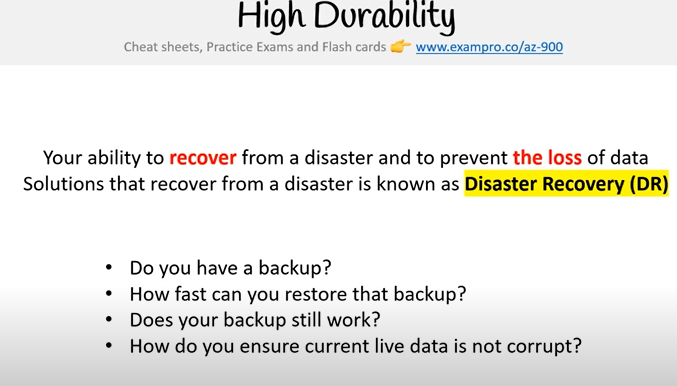 High Durability
Cheat sheets, Practice Exams and Flash cards 👉 www.exampro.co/az-900
Your ability to recover from a disaster and to prevent the loss of data
Solutions that recover from a disaster is known as Disaster Recovery (DR)
• Do you have a backup?
• How fast can you restore that backup?
• Does your backup still work?
• How do you ensure current live data is not corrupt?